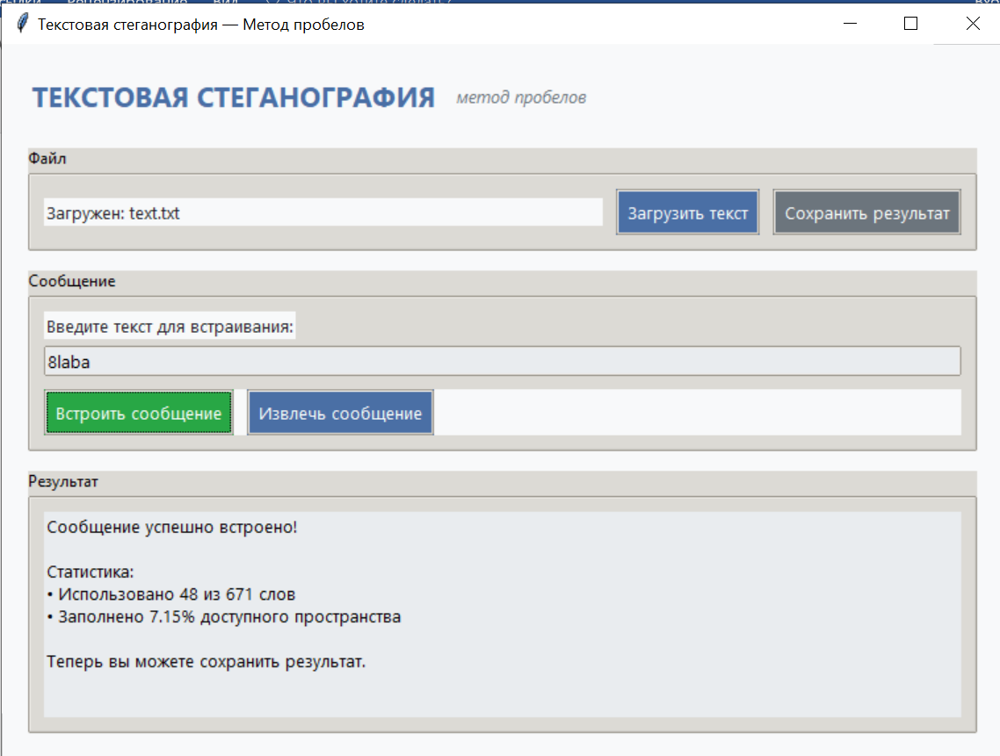 Текстовая стеганография — Метод пробелов
ТЕКСТОВАЯ СТЕГАНОГРАФИЯ метод пробелов
Файл
Загружен: text.txt Загрузить текст Сохранить результат
Сообщение
Введите текст для встраивания:
8laba
Встроить сообщение Извлечь сообщение
Результат
Сообщение успешно встроено!
Статистика:
• Использовано 48 из 671 слов
• Заполнено 7.15% доступного пространства
Теперь вы можете сохранить результат.